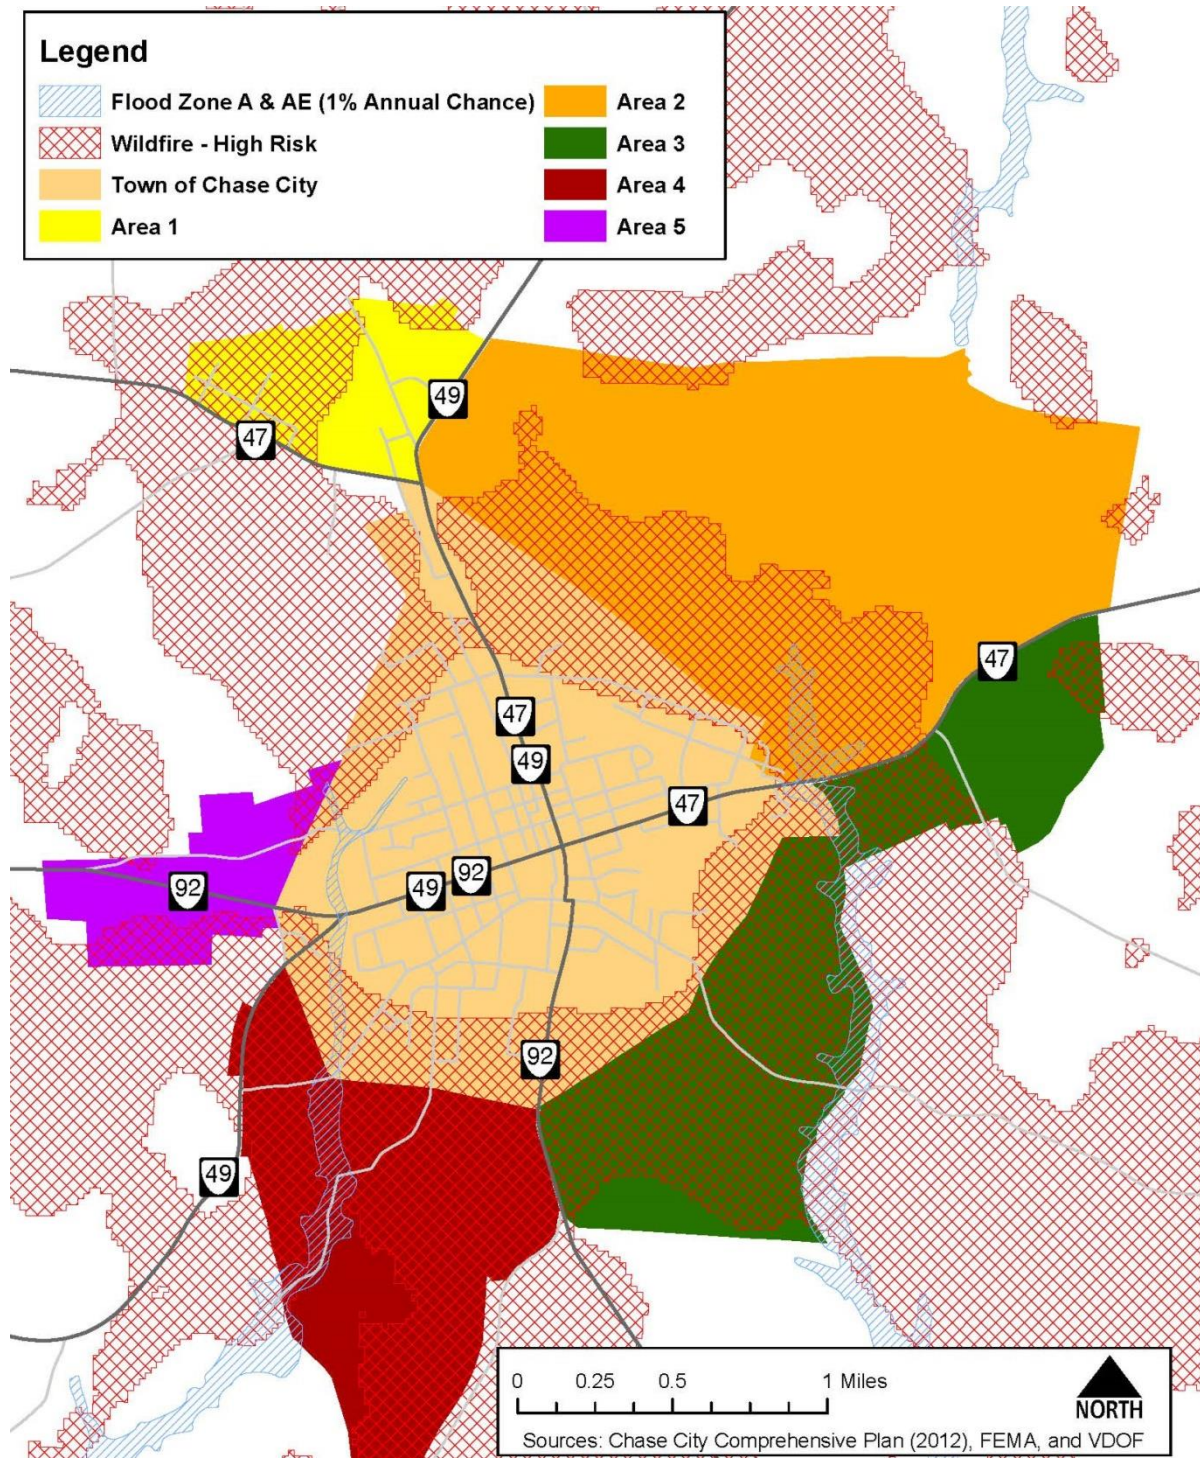 Legend
Flood Zone A & AE (1% Annual Chance)
Wildfire - High Risk
Town of Chase City
Area 1
Area 2
Area 3
Area 4
Area 5
49
47
47
47
49
47
92
49
92
92
49
0 0.25 0.5 1 Miles
NORTH
Sources: Chase City Comprehensive Plan (2012), FEMA, and VDOF